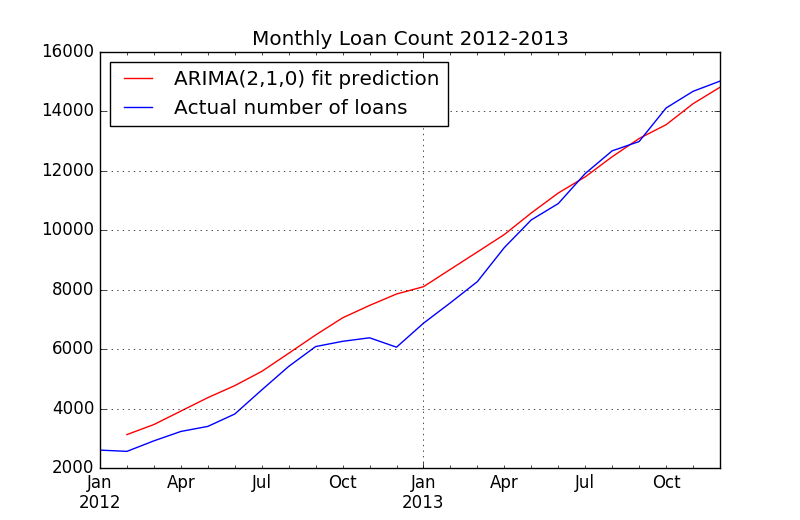 Monthly Loan Count 2012-2013
ARIMA(2,1,0) fit prediction
Actual number of loans
16000
14000
12000
10000
8000
6000
4000
2000
Jan Apr Jul Oct Jan Apr Jul Oct
2012 2013